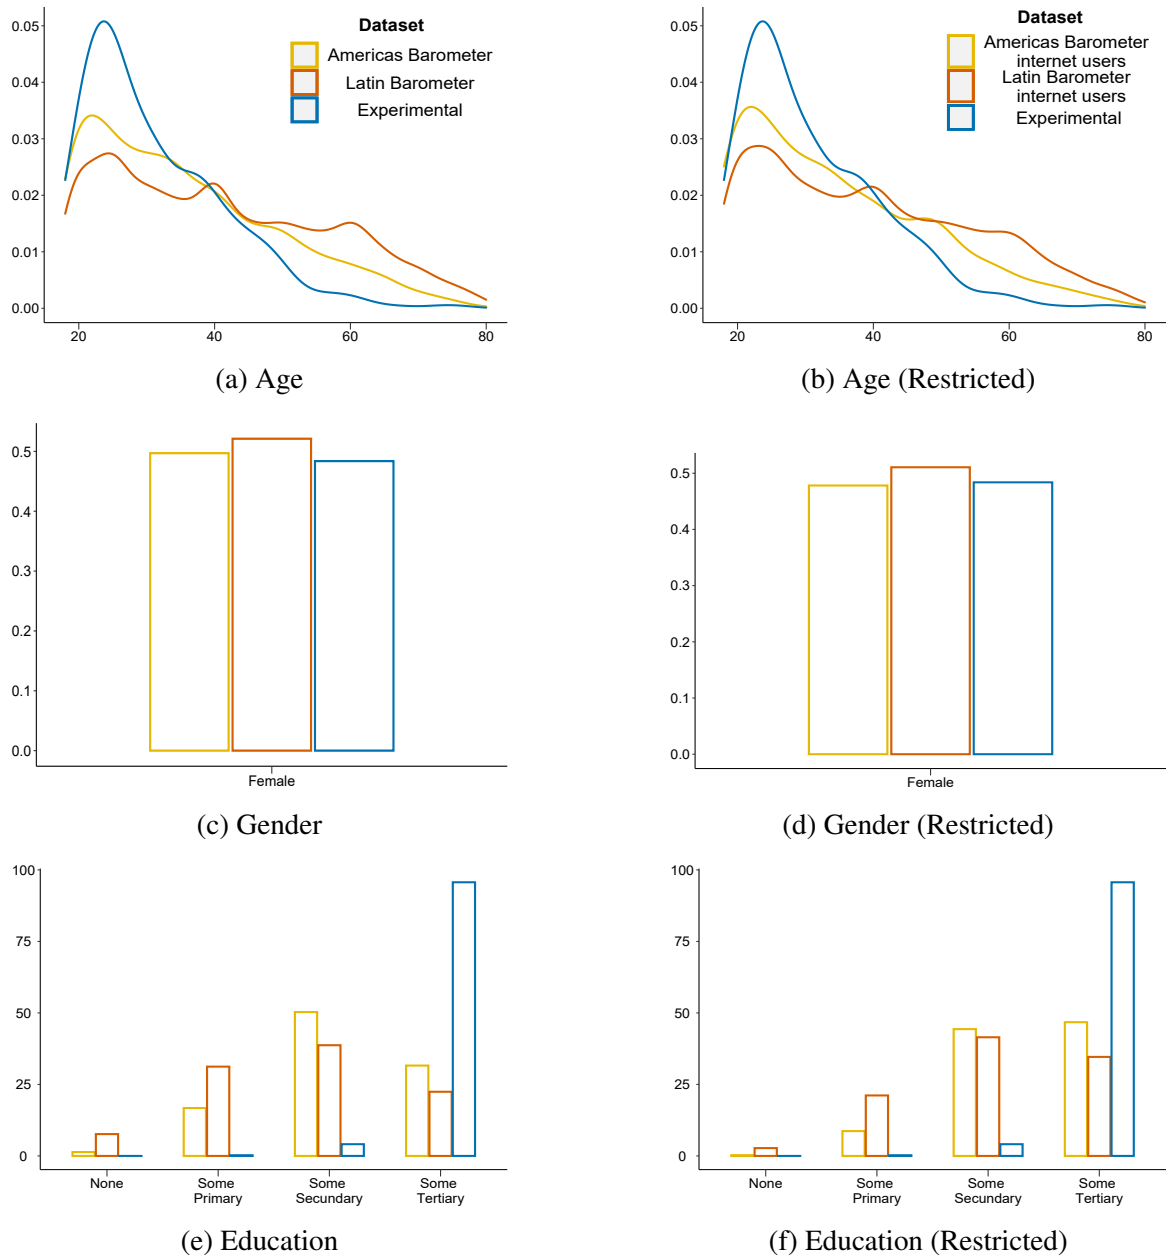 Dataset
Americas Barometer
Latin Barometer
Experimental
0.05
0.04
0.03
0.02
0.01
0.00
20 40 60 80
(a) Age
Dataset
Americas Barometer
internet users
Latin Barometer
internet users
Experimental
0.05
0.04
0.03
0.02
0.01
0.00
20 40 60 80
(b) Age (Restricted)
0.5
0.4
0.3
0.2
0.1
0.0
Female
(c) Gender
0.5
0.4
0.3
0.2
0.1
0.0
Female
(d) Gender (Restricted)
100
75
50
25
0
None Some Some Some
Primary Secundary Tertiary
(e) Education
100
75
50
25
0
None Some Some Some
Primary Secundary Tertiary
(f) Education (Restricted)